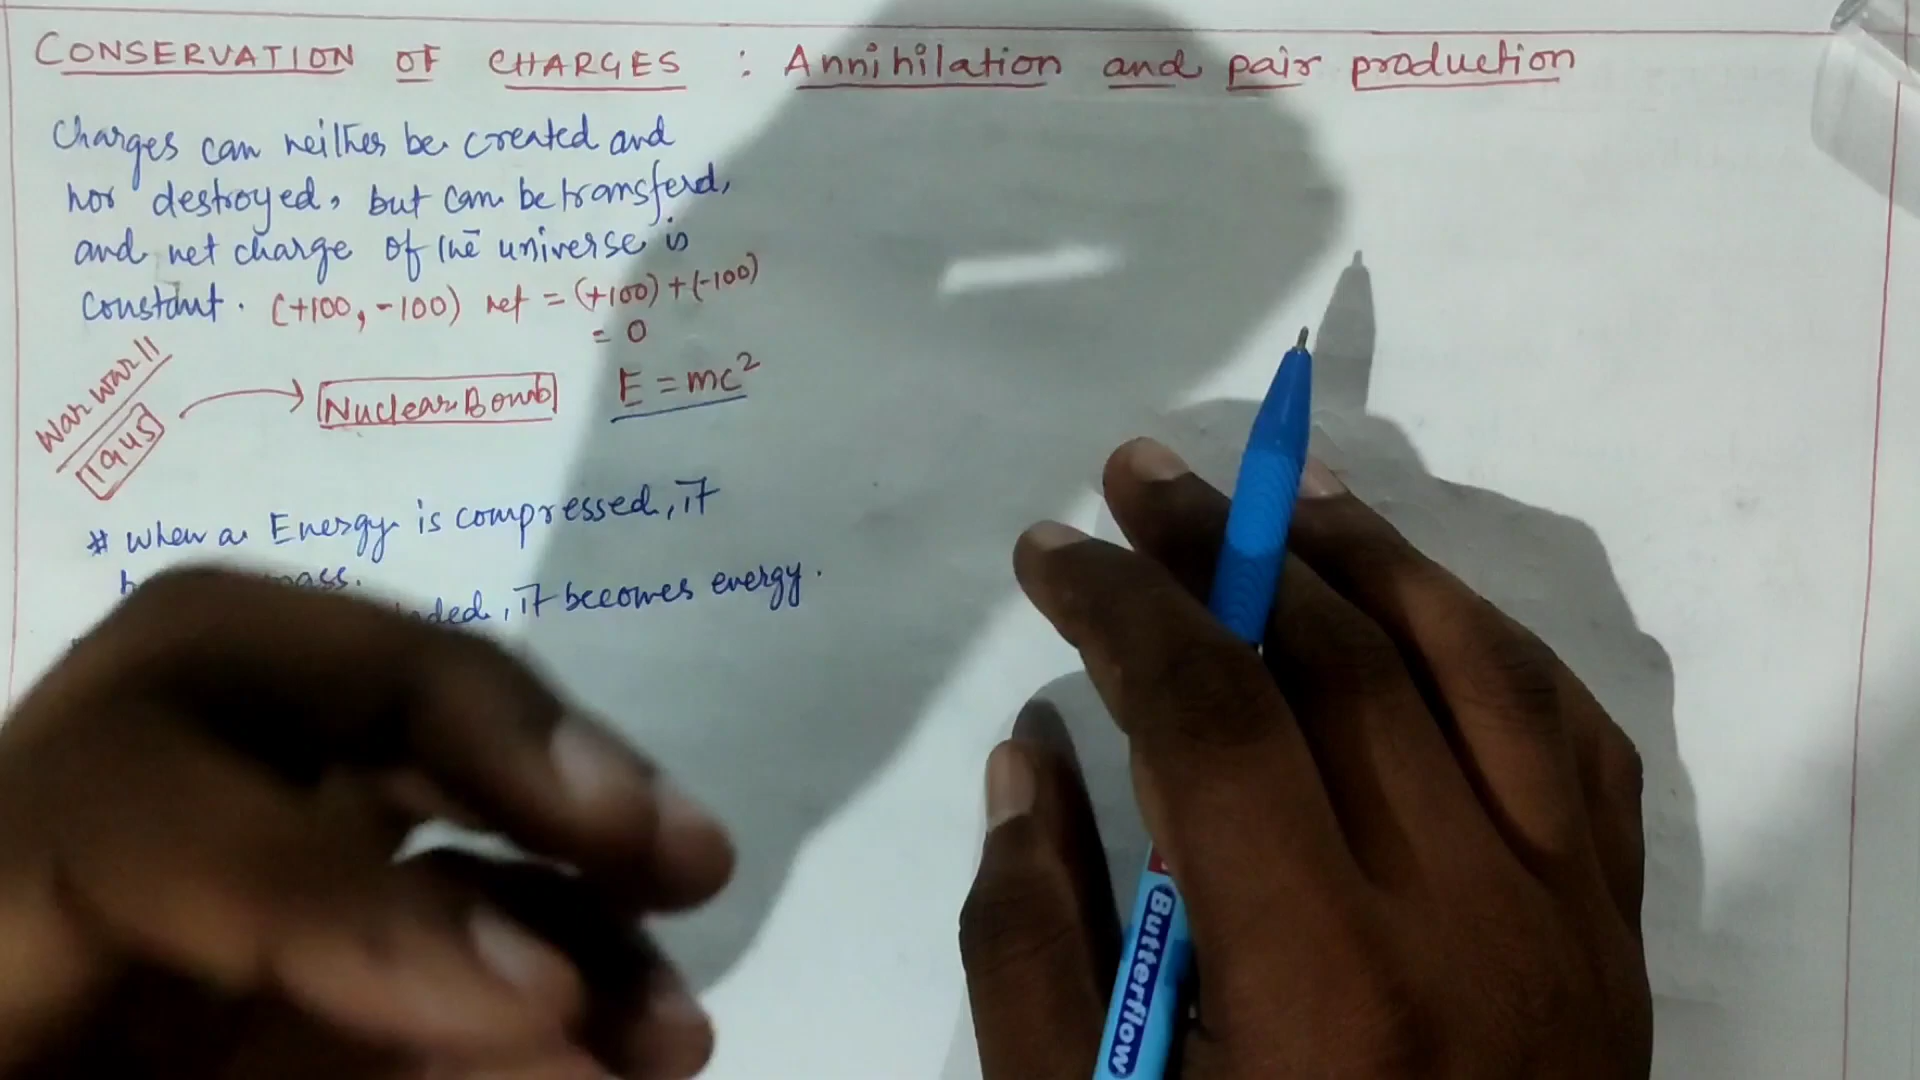 CONSERVATION OF CHARGES : Annihilation and pair production
Charges can neither be created and
nor destroyed, but can be transferd,
and net charge of the universe is
constant. (+100, -100) net = (+100) + (-100)
= 0
War War II
1945
Nuclear Bomb
E = mc²
# When a Energy is compressed, it
mass.
, it becomes energy.
Butterflow